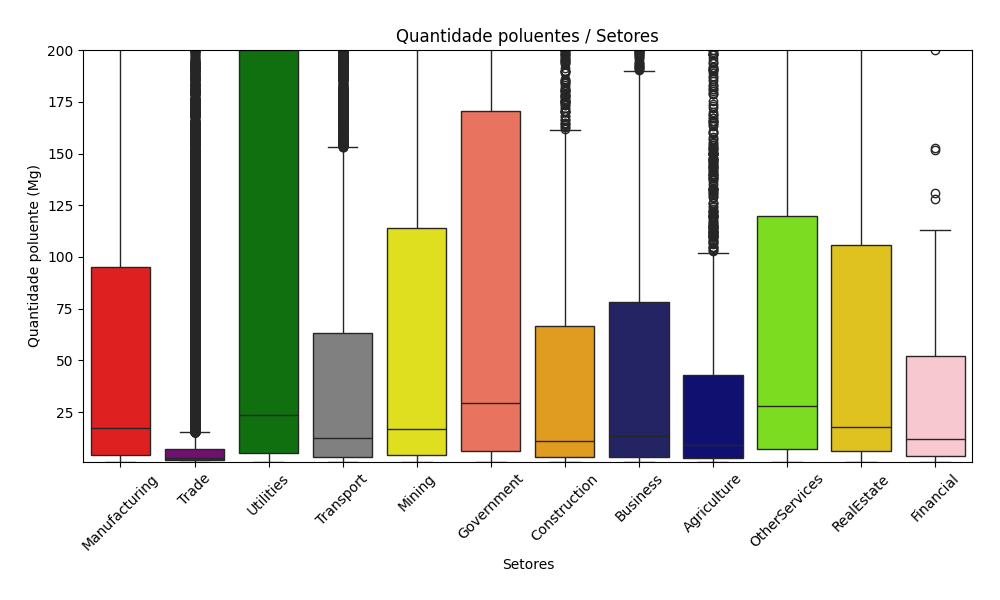 Quantidade poluentes / Setores
Quantidade poluente (Mg)
200
175
150
125
100
75
50
25
Manufacturing
Trade
Utilities
Transport
Mining
Government
Construction
Business
Agriculture
OtherServices
RealEstate
Financial
Setores